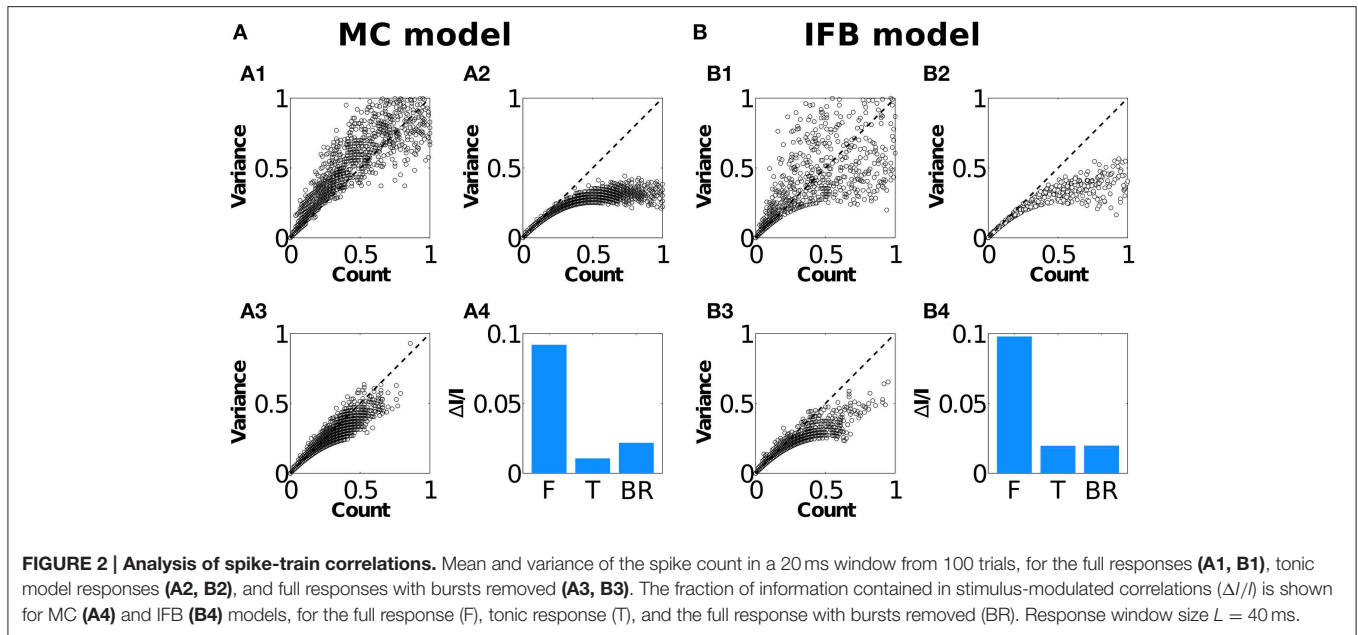 A MC model
B IFB model
A1
1
0.5
0
Variance
0 0.5 1
Count
A2
1
0.5
0
Variance
0 0.5 1
Count
B1
1
0.5
0
Variance
0 0.5 1
Count
B2
1
0.5
0
Variance
0 0.5 1
Count
A3
1
0.5
0
Variance
0 0.5 1
Count
A4
0.1
0.05
0
ΔI/I
F T BR
B3
1
0.5
0
Variance
0 0.5 1
Count
B4
0.1
0.05
0
ΔI/I
F T BR
FIGURE 2 | Analysis of spike-train correlations. Mean and variance of the spike count in a 20 ms window from 100 trials, for the full responses (A1, B1), tonic
model responses (A2, B2), and full responses with bursts removed (A3, B3). The fraction of information contained in stimulus-modulated correlations (ΔI/I) is shown
for MC (A4) and IFB (B4) models, for the full response (F), tonic response (T), and the full response with bursts removed (BR). Response window size L = 40 ms.